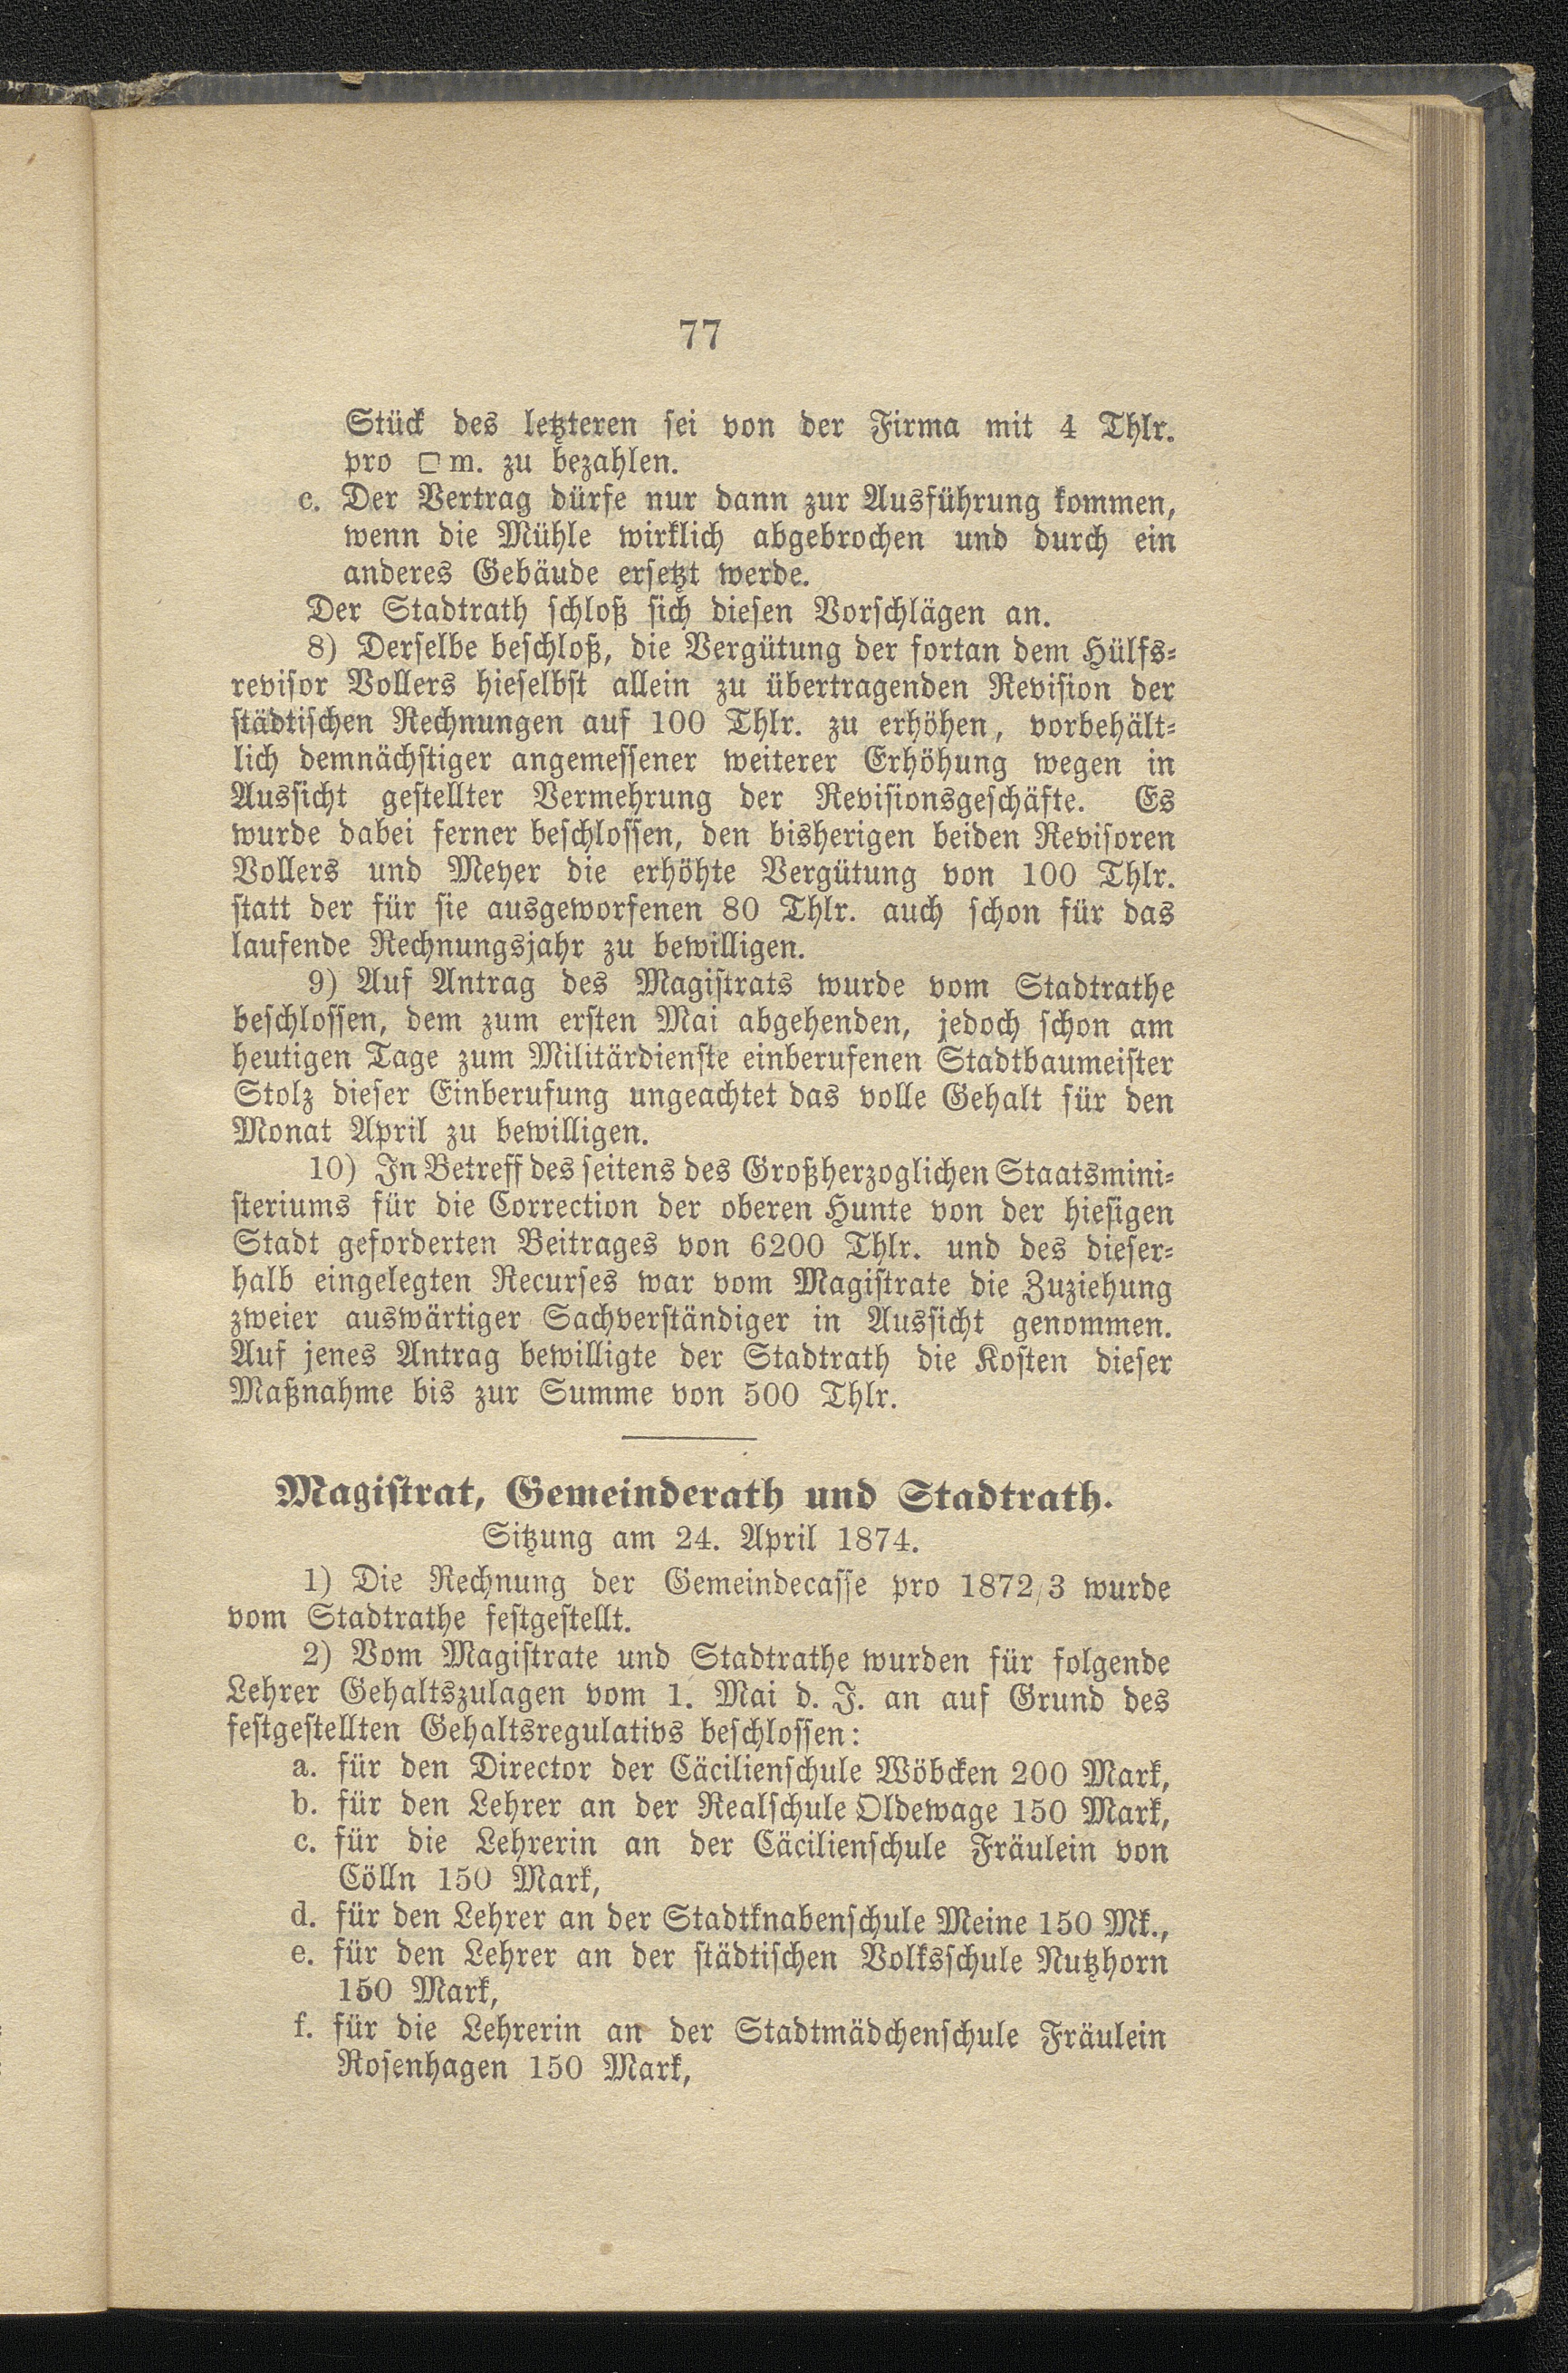 77
Stück des letzteren sei von der Firma mit 4 Thlr.
pro □m. zu bezahlen.
c. Der Vertrag dürfe nur dann zur Ausführung kommen,
wenn die Mühle wirklich abgebrochen und durch ein
anderes Gebäude ersetzt werde.
Der Stadtrath schloß sich diesen Vorschlägen an.
8) Derselbe beschloß, die Vergütung der fortan dem Hülfs-
revisor Vollers hieselbst allein zu übertragenden Revision der
städtischen Rechnungen auf 100 Thlr. zu erhöhen, vorbehält-
lich demnächstiger angemessener weiterer Erhöhung wegen in
Aussicht gestellter Vermehrung der Revisionsgeschäfte. Es
wurde dabei ferner beschlossen, den bisherigen beiden Revisoren
Vollers und Meyer die erhöhte Vergütung von 100 Thlr.
statt der für sie ausgeworfenen 80 Thlr. auch schon für das
laufende Rechnungsjahr zu bewilligen.
9) Auf Antrag des Magistrats wurde vom Stadtrathe
beschlossen, dem zum ersten Mai abgehenden, jedoch schon am
heutigen Tage zum Militärdienste einberufenen Stadtbaumeister
Stolz dieser Einberufung ungeachtet das volle Gehalt für den
Monat April zu bewilligen.
10) In Betreff des seitens des Großherzoglichen Staatsmini-
steriums für die Correction der oberen Hunte von der hiesigen
Stadt geforderten Beitrages von 6200 Thlr. und des dieser-
halb eingelegten Recurses war vom Magistrate die Zuziehung
zweier auswärtiger Sachverständiger in Aussicht genommen.
Auf jenes Antrag bewilligte der Stadtrath die Kosten dieser
Maßnahme bis zur Summe von 500 Thlr.
Magistrat, Gemeinderath und Stadtrath.
Sitzung am 24. April 1874.
1) Die Rechnung der Gemeindecasse pro 1872/3 wurde
vom Stadtrathe festgestellt.
2) Vom Magistrate und Stadtrathe wurden für folgende
Lehrer Gehaltszulagen vom 1. Mai d. J. an auf Grund des
festgestellten Gehaltsregulativs beschlossen:
a. für den Director der Cäcilienschule Wöbcken 200 Mark,
b. für den Lehrer an der Realschule Oldewage 150 Mark,
c. für die Lehrerin an der Cäcilienschule Fräulein von
Cölln 150 Mark,
d. für den Lehrer an der Stadtknabenschule Meine 150 Mk.,
e. für den Lehrer an der städtischen Volksschule Nutzhorn
150 Mark,
f. für die Lehrerin an der Stadtmädchenschule Fräulein
Rosenhagen 150 Mark,